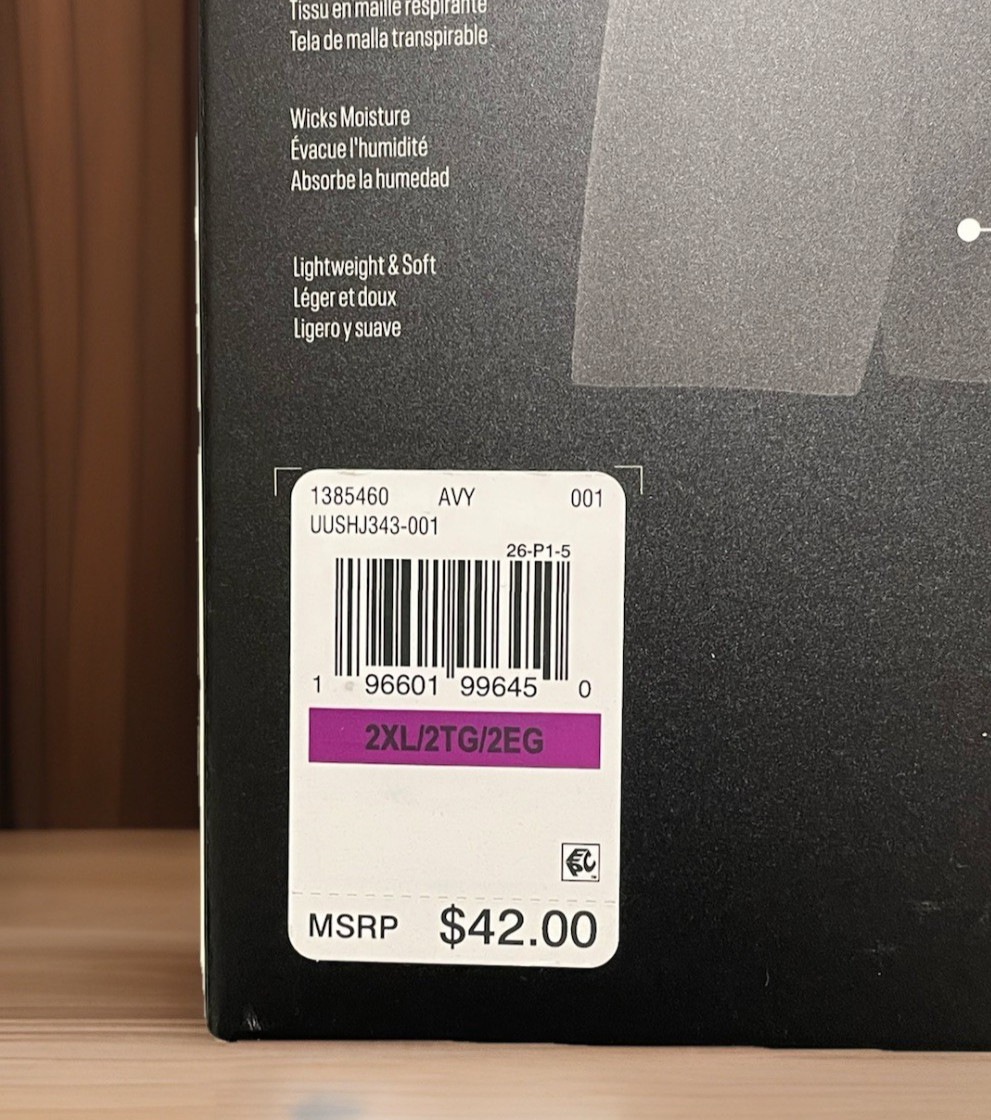 Tissu en maille respirante
Tela de malla transpirable
Wicks Moisture
Évacue l'humidité
Absorbe la humedad
Lightweight & Soft
Léger et doux
Ligero y suave
1385460 AVY 001
UUSHJ343-001
26-P1-5
1 96601 99645 0
2XL/2TG/2EG
EPC
MSRP $42.00